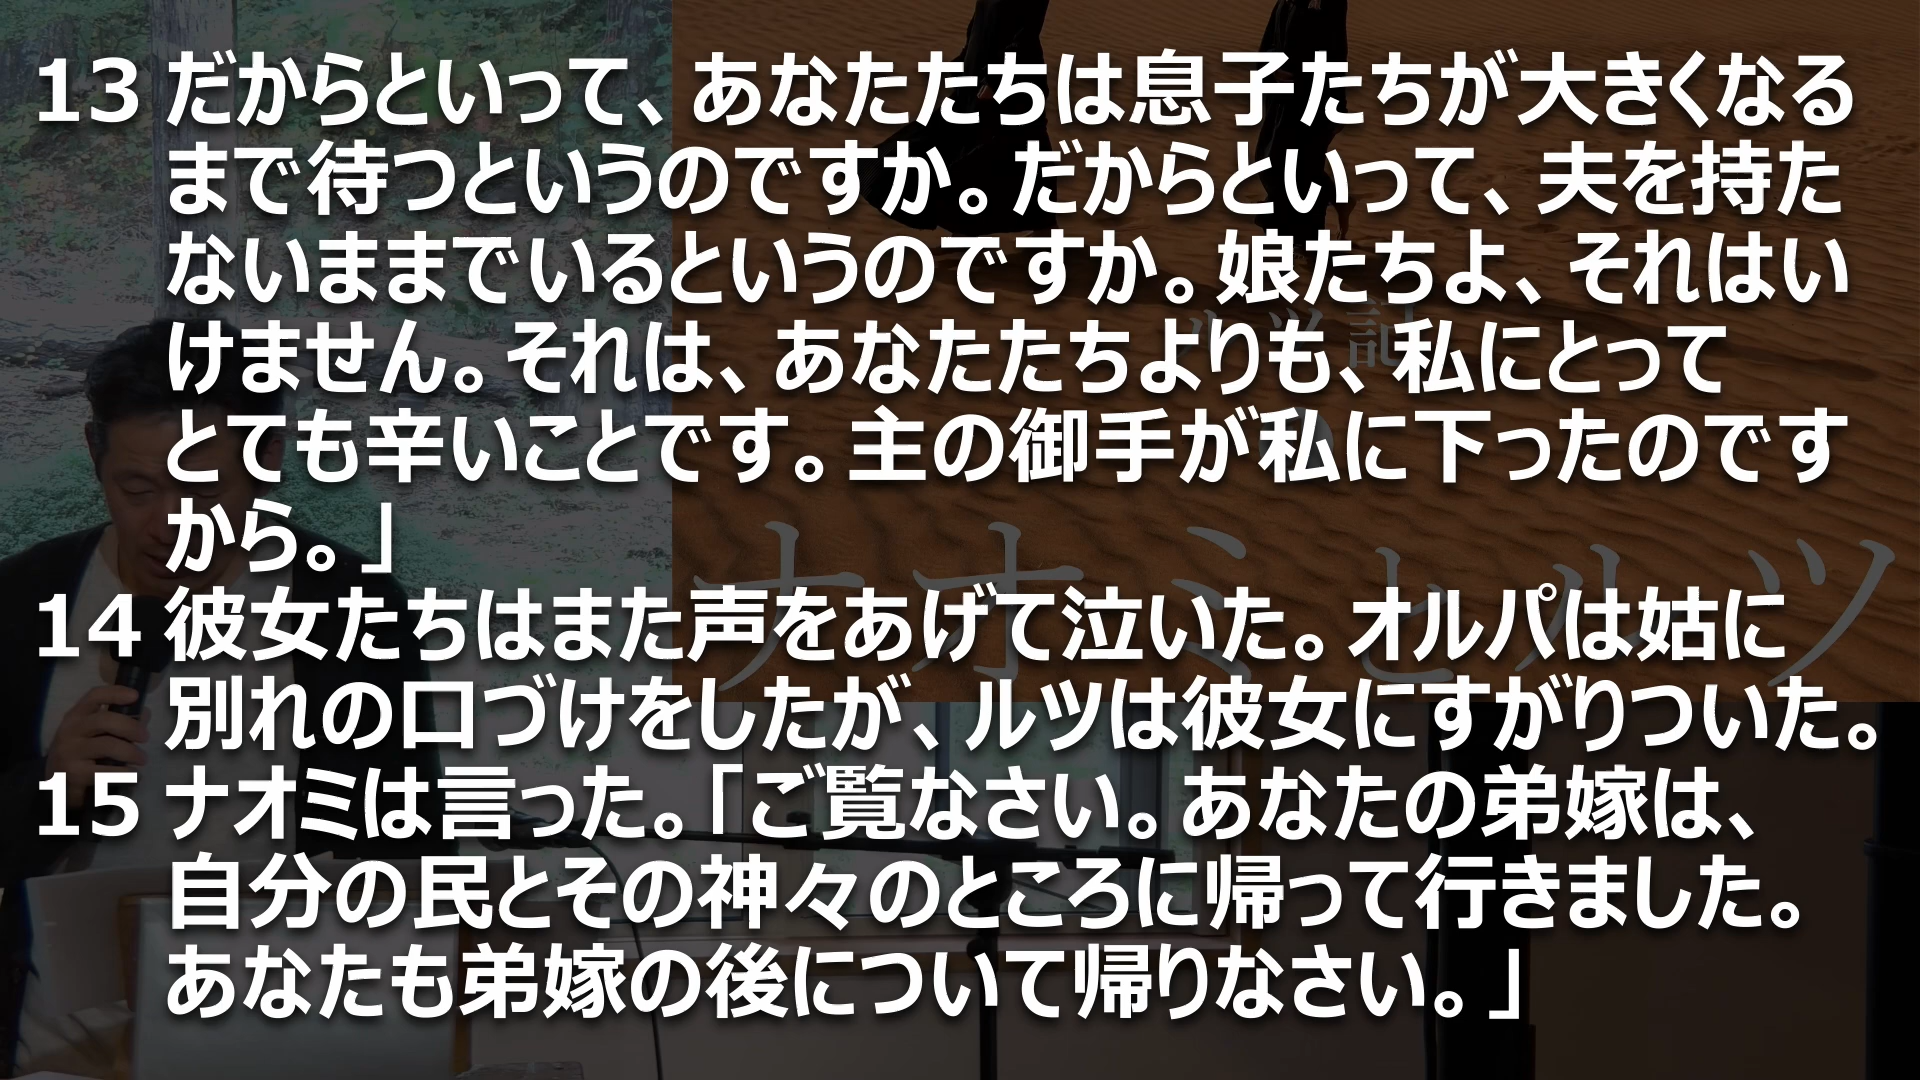 13 だからといって、あなたたちは息子たちが大きくなる
まで待つというのですか。だからといって、夫を持た
ないままでいるというのですか。娘たちよ、それはい
けません。それは、あなたたちよりも、私にとって
とても辛いことです。主の御手が私に下ったのです
から。」
14 彼女たちはまた声をあげて泣いた。オルパは姑に
別れの口づけをしたが、ルツは彼女にすがりついた。
15 ナオミは言った。「ご覧なさい。あなたの弟嫁は、
自分の民とその神々のところに帰って行きました。
あなたも弟嫁の後について帰りなさい。」
ルツ記
ナオミとルツ